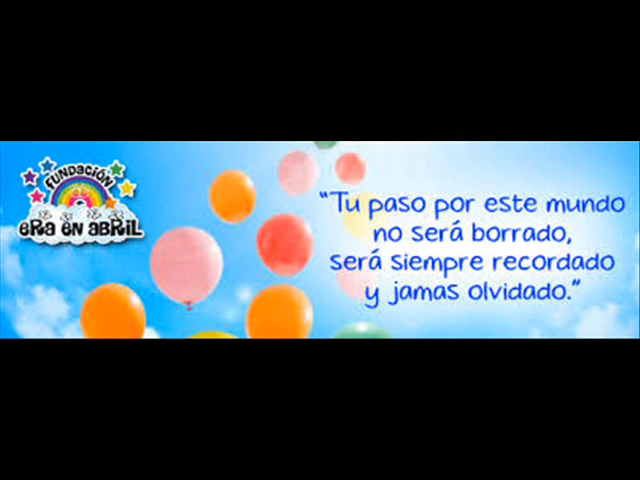 FUNDACIÓN
ERA EN ABRIL
"Tu paso por este mundo
no será borrado,
será siempre recordado
y jamas olvidado."